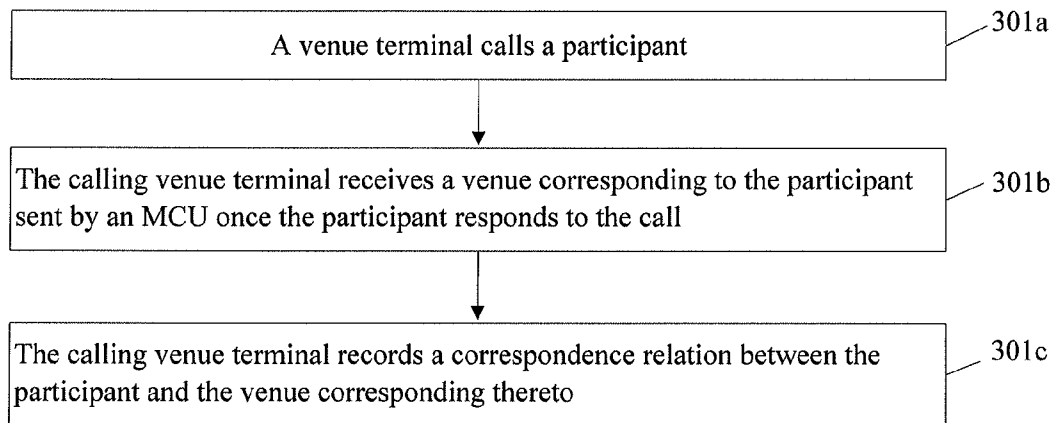 A venue terminal calls a participant
301a
The calling venue terminal receives a venue corresponding to the participant
sent by an MCU once the participant responds to the call
301b
The calling venue terminal records a correspondence relation between the
participant and the venue corresponding thereto
301c